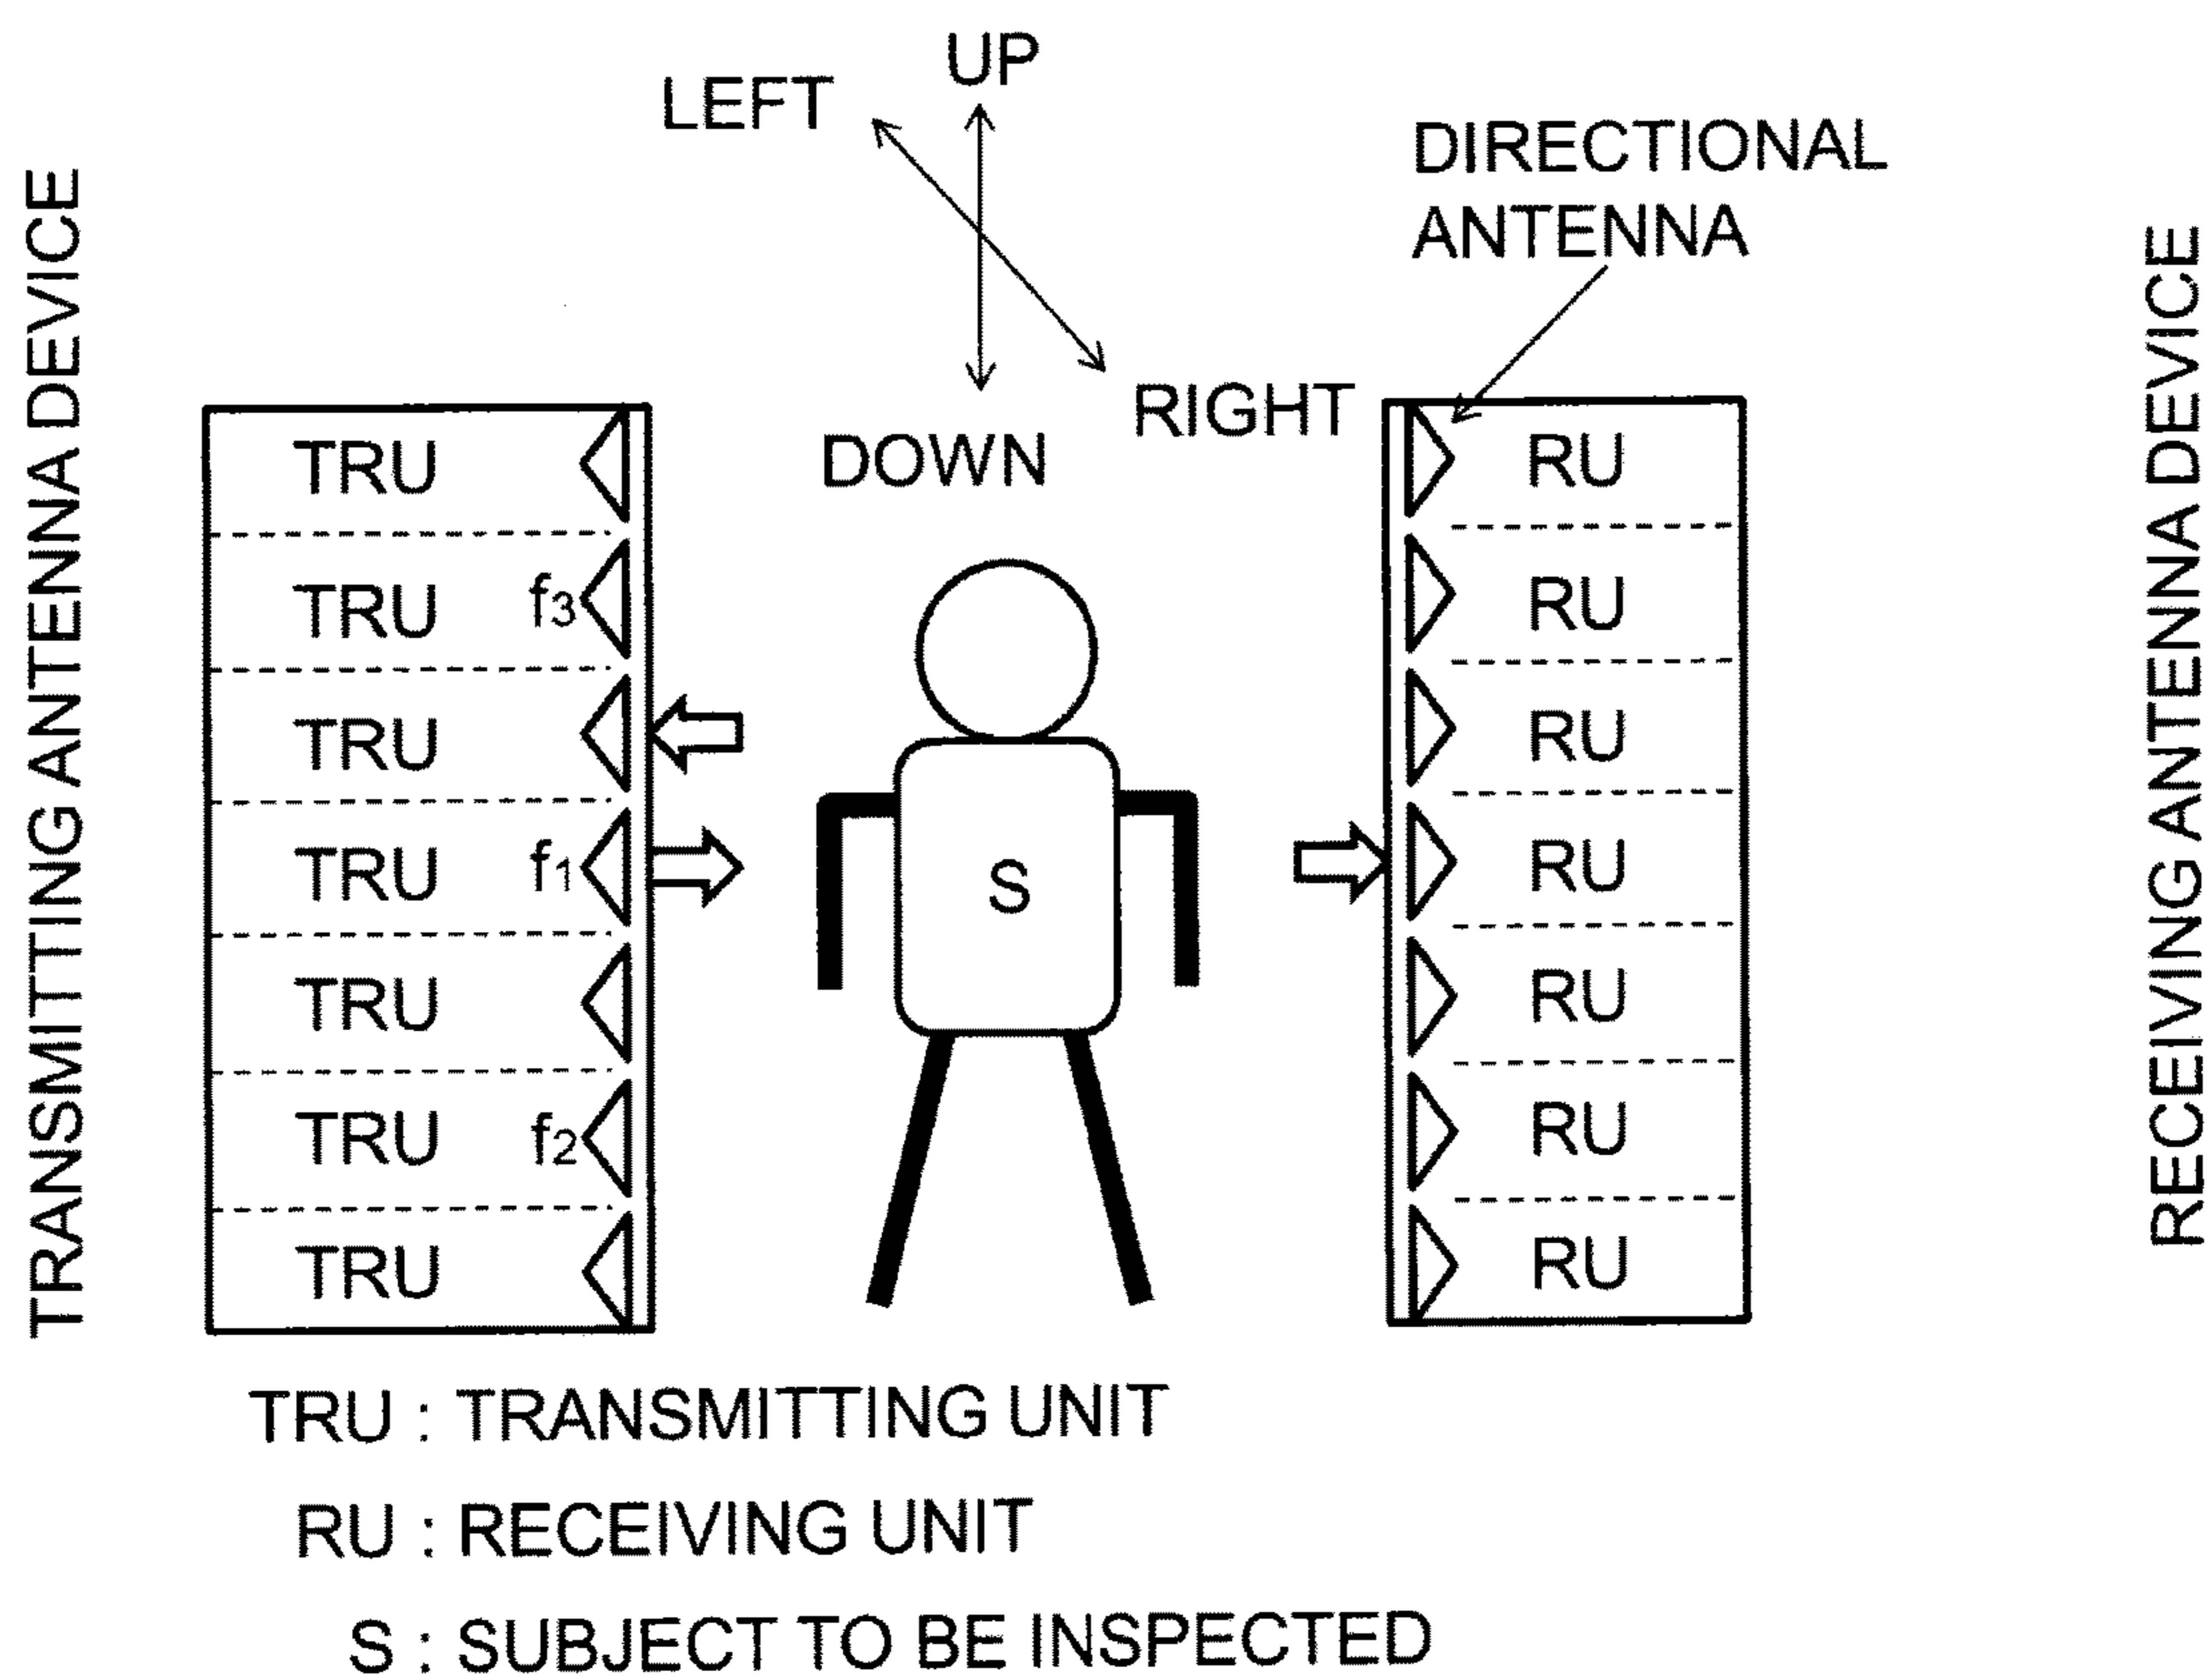 UP
LEFT
DIRECTIONAL
ANTENNA
RIGHT
DOWN
TRANSMITTING ANTENNA DEVICE
TRU
TRU f3
TRU
TRU f1
TRU
TRU f2
TRU
S
RU
RU
RU
RU
RU
RU
RU
RECEIVING ANTENNA DEVICE
TRU : TRANSMITTING UNIT
RU : RECEIVING UNIT
S : SUBJECT TO BE INSPECTED